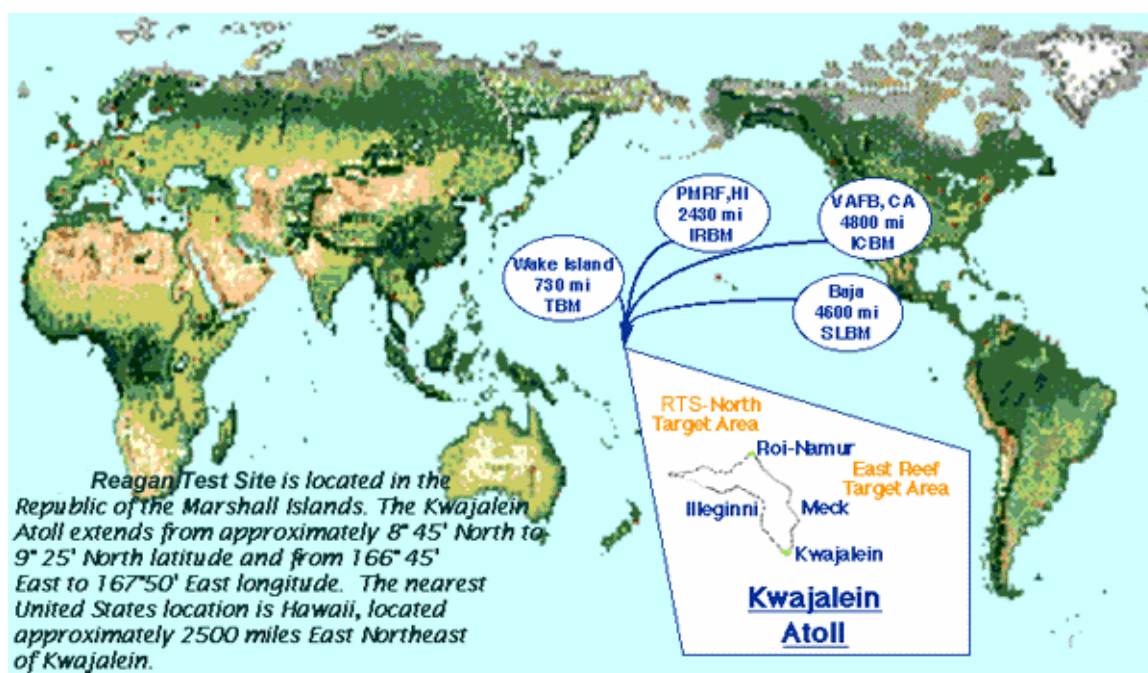 PMRF,HI
2430 mi
IRBM
VAFB, CA
4800 mi
ICBM
Wake Island
730 mi
TBM
Baja
4600 mi
SLBM
RTS-North
Target Area
Roi-Namur
East Reef
Target Area
Illeginni
Meck
Kwajalein
Kwajalein
Atoll
Reagan Test Site is located in the
Republic of the Marshall Islands. The Kwajalein
Atoll extends from approximately 8° 45' North to
9° 25' North latitude and from 166° 45'
East to 167°50' East longitude. The nearest
United States location is Hawaii, located
approximately 2500 miles East Northeast
of Kwajalein.